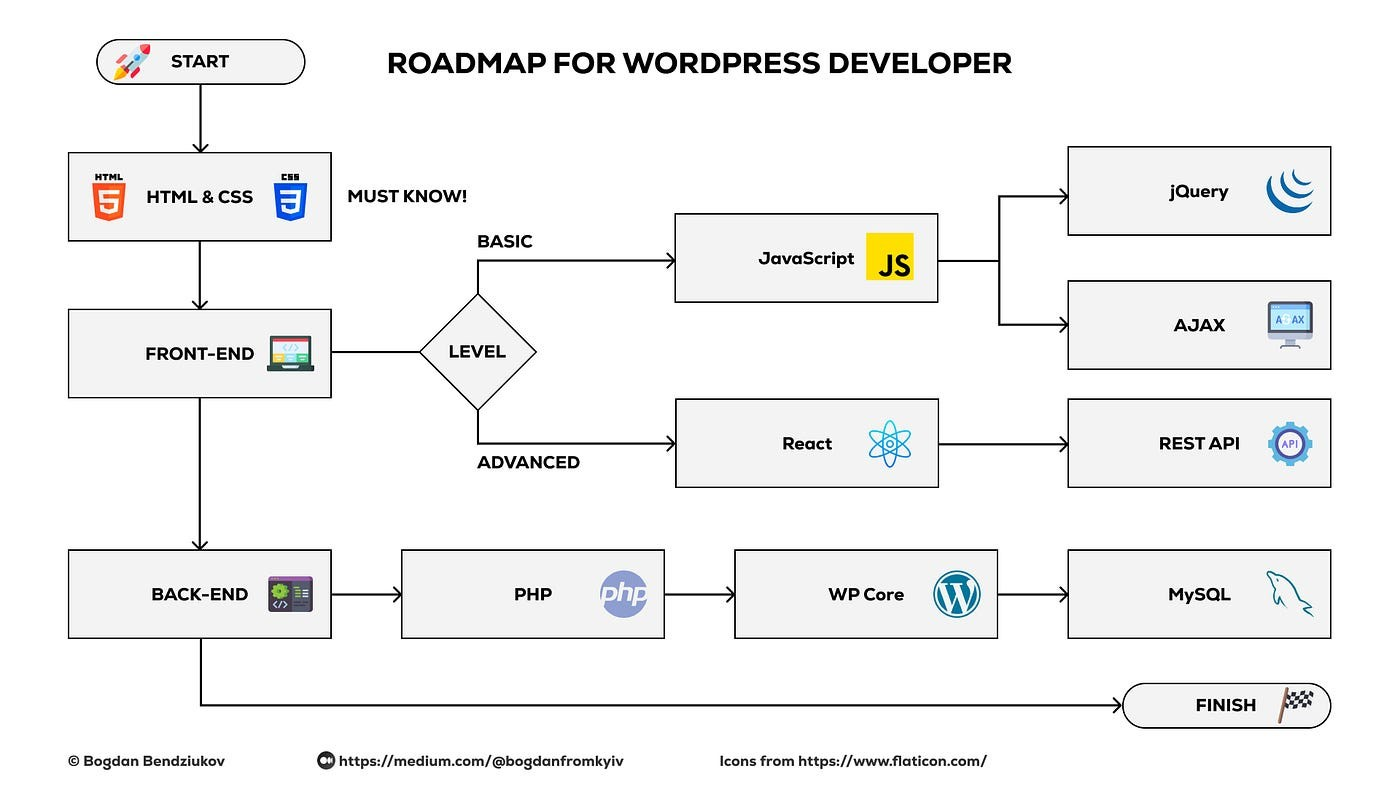 START
ROADMAP FOR WORDPRESS DEVELOPER
HTML
HTML & CSS
CSS
MUST KNOW!
jQuery
BASIC
JavaScript
JS
AJAX
AJAX
FRONT-END
LEVEL
React
REST API
API
ADVANCED
BACK-END
PHP
php
WP Core
MySQL
FINISH
© Bogdan Bendziukov
https://medium.com/@bogdanfromkyiv
Icons from https://www.flaticon.com/